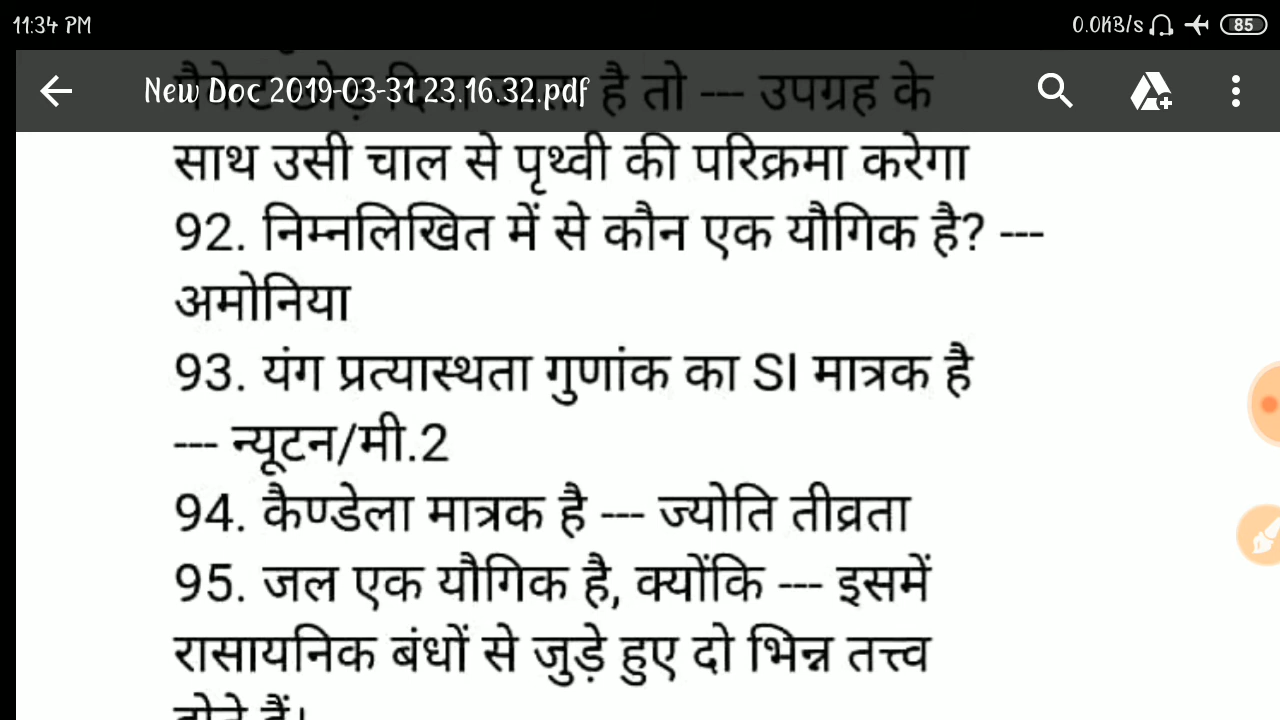 11:34 PM 0.0KB/s 85
New Doc 2019-03-31 23.16.32.pdf
है तो --- उपग्रह के
साथ उसी चाल से पृथ्वी की परिक्रमा करेगा
92. निम्नलिखित में से कौन एक यौगिक है? ---
अमोनिया
93. यंग प्रत्यास्थता गुणांक का SI मात्रक है
--- न्यूटन/मी.2
94. कैण्डेला मात्रक है --- ज्योति तीव्रता
95. जल एक यौगिक है, क्योंकि --- इसमें
रासायनिक बंधों से जुड़े हुए दो भिन्न तत्त्व